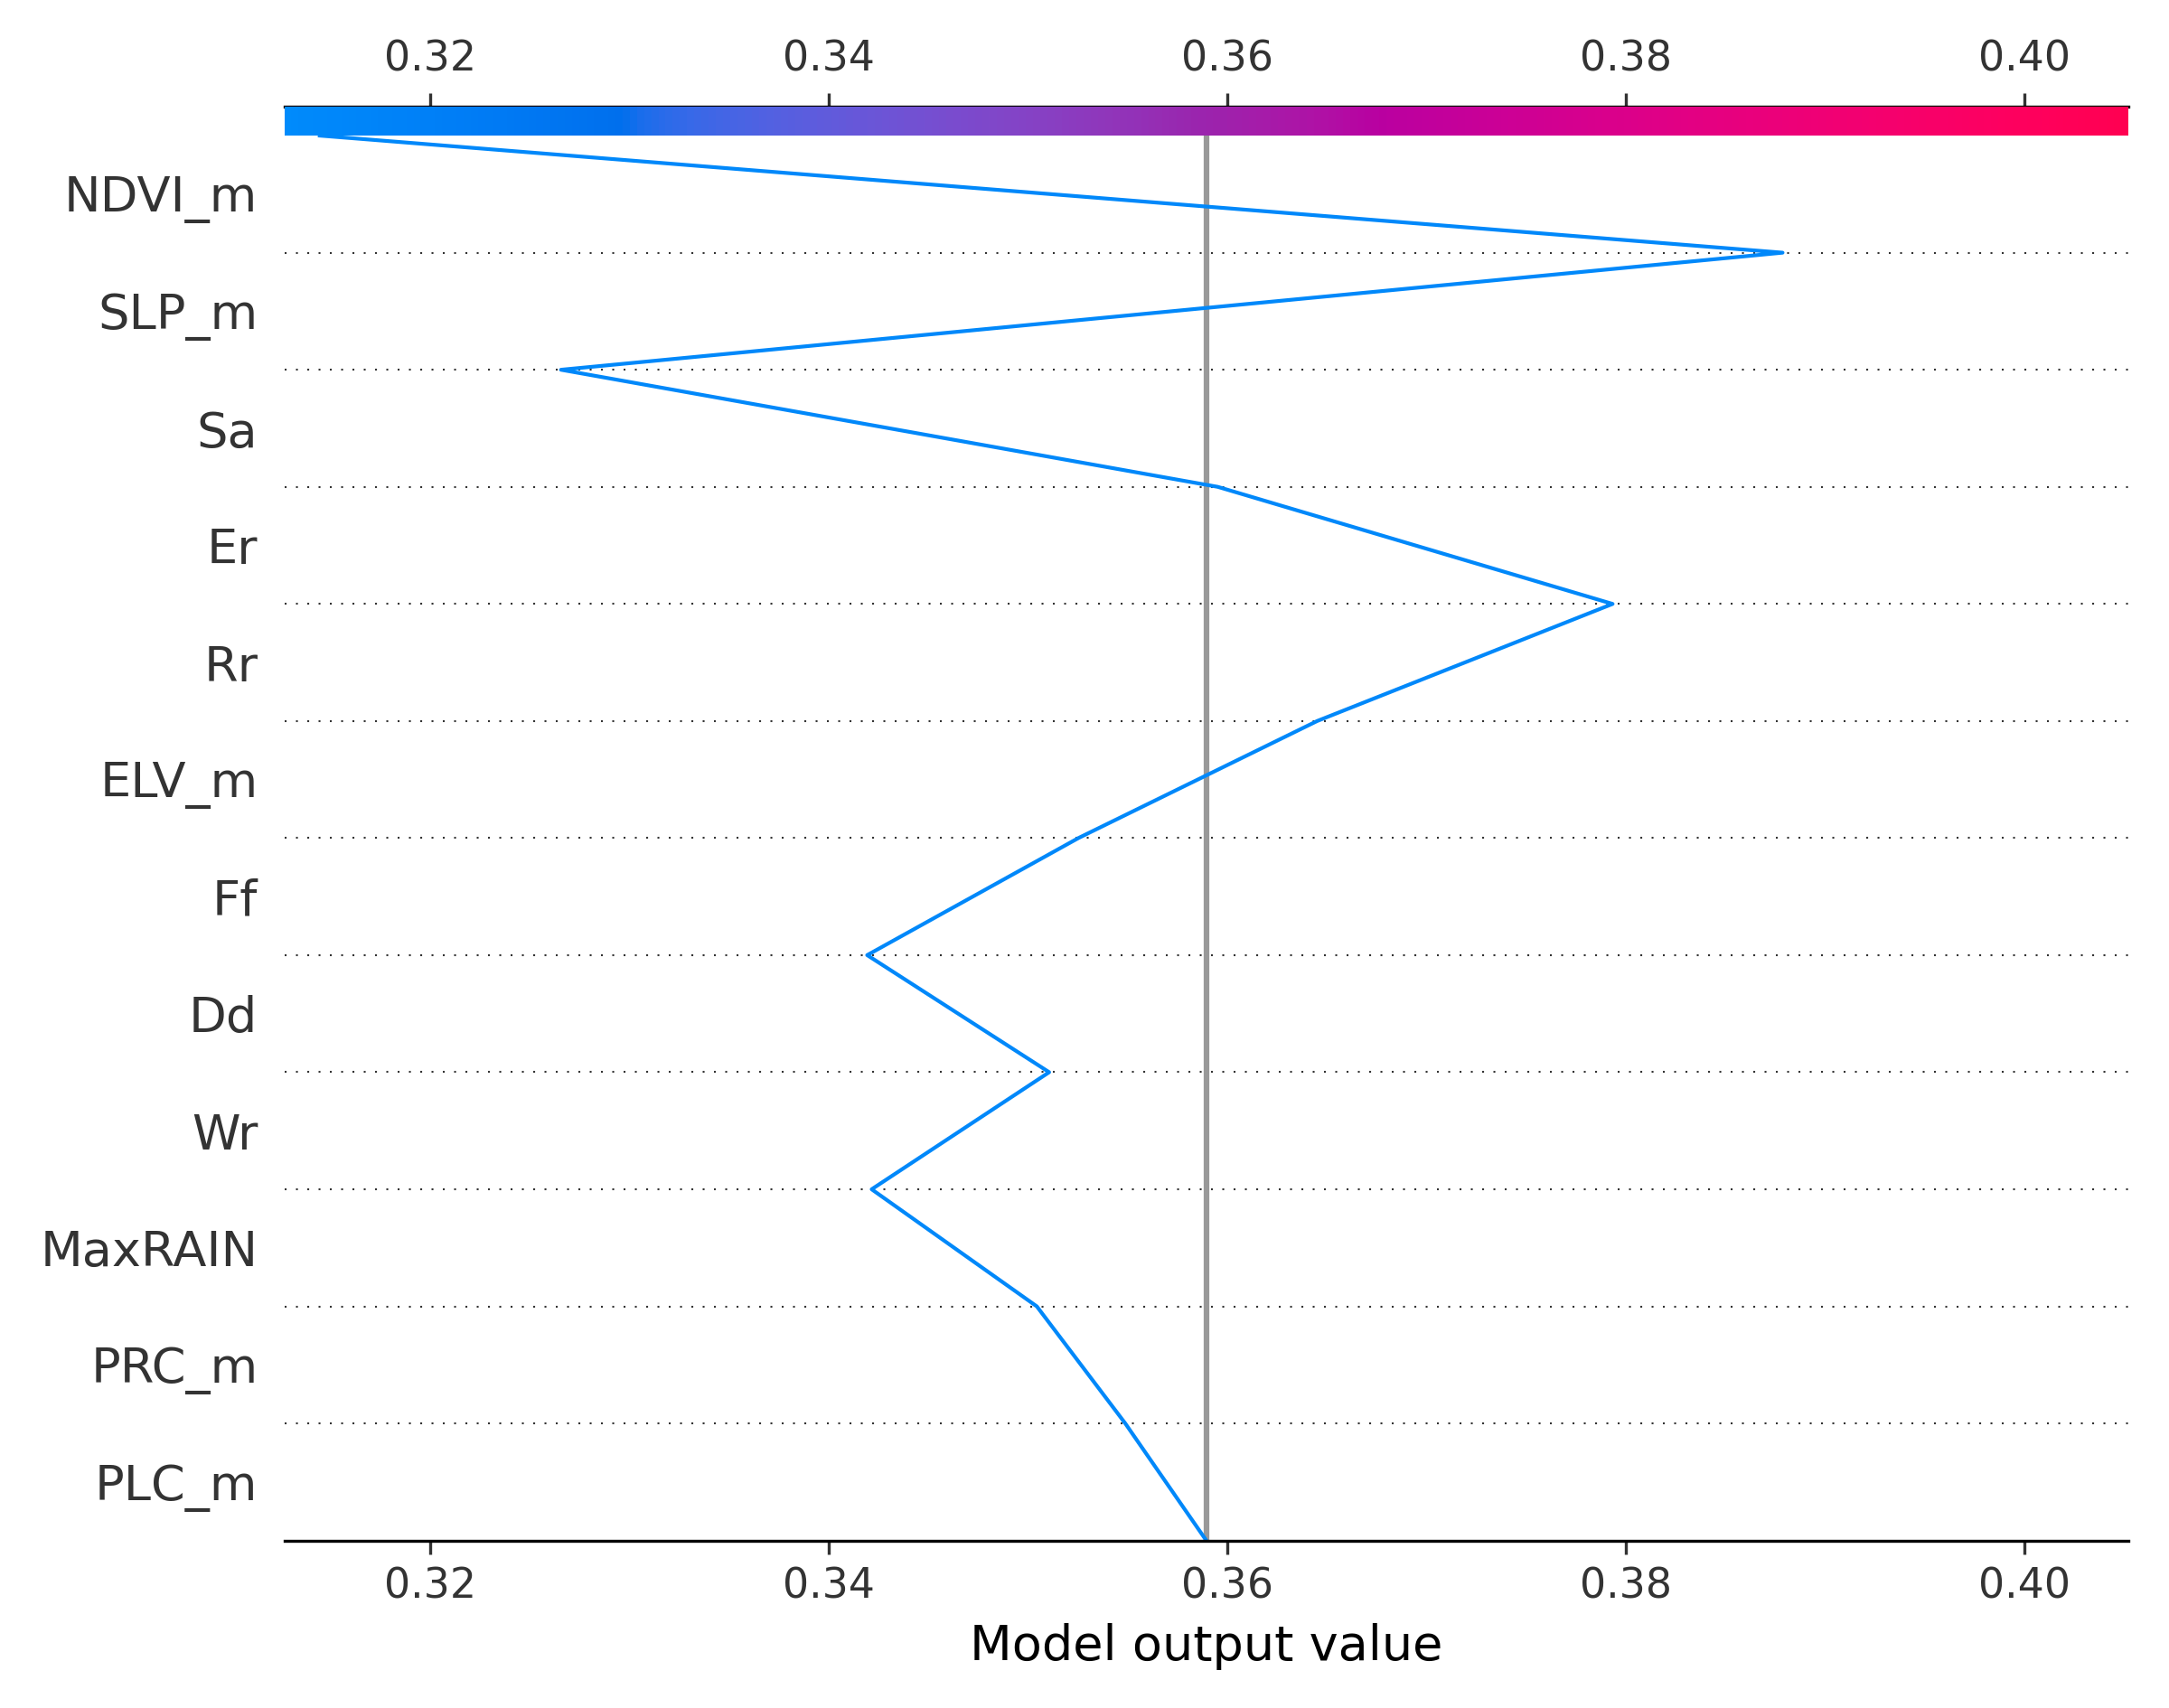 0.32 0.34 0.36 0.38 0.40
NDVI_m
SLP_m
Sa
Er
Rr
ELV_m
Ff
Dd
Wr
MaxRAIN
PRC_m
PLC_m
0.32 0.34 0.36 0.38 0.40
Model output value